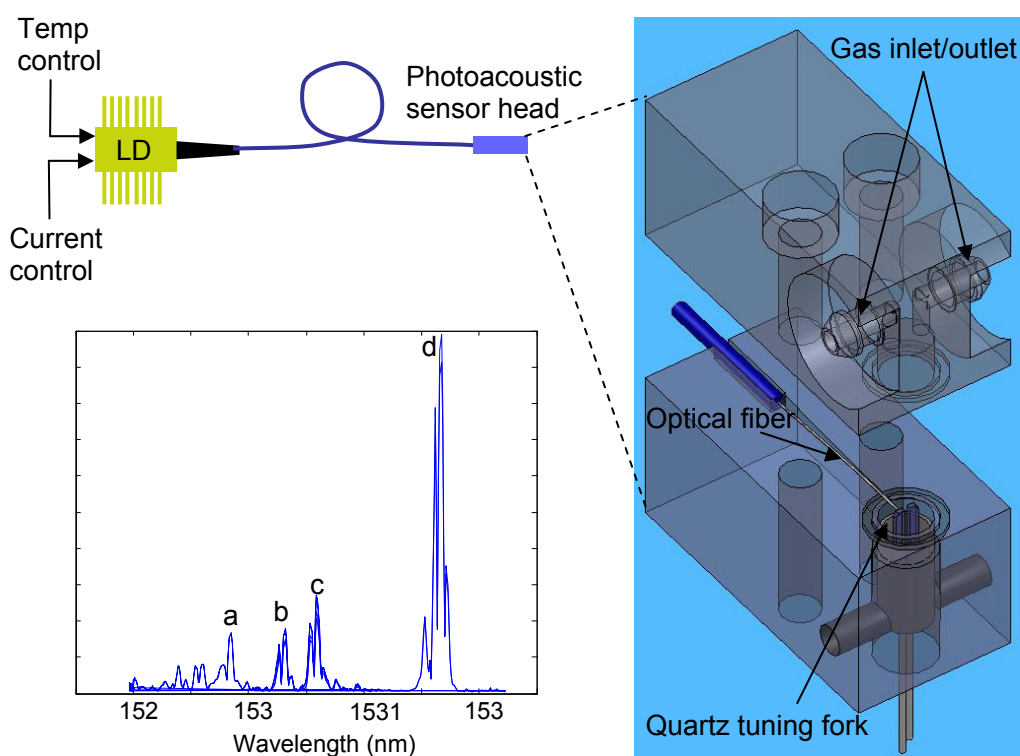 Temp
control
LD
Current
control
Photoacoustic
sensor head
Gas inlet/outlet
Optical fiber
Quartz tuning fork
a
b
c
d
152
153
1531
153
Wavelength (nm)